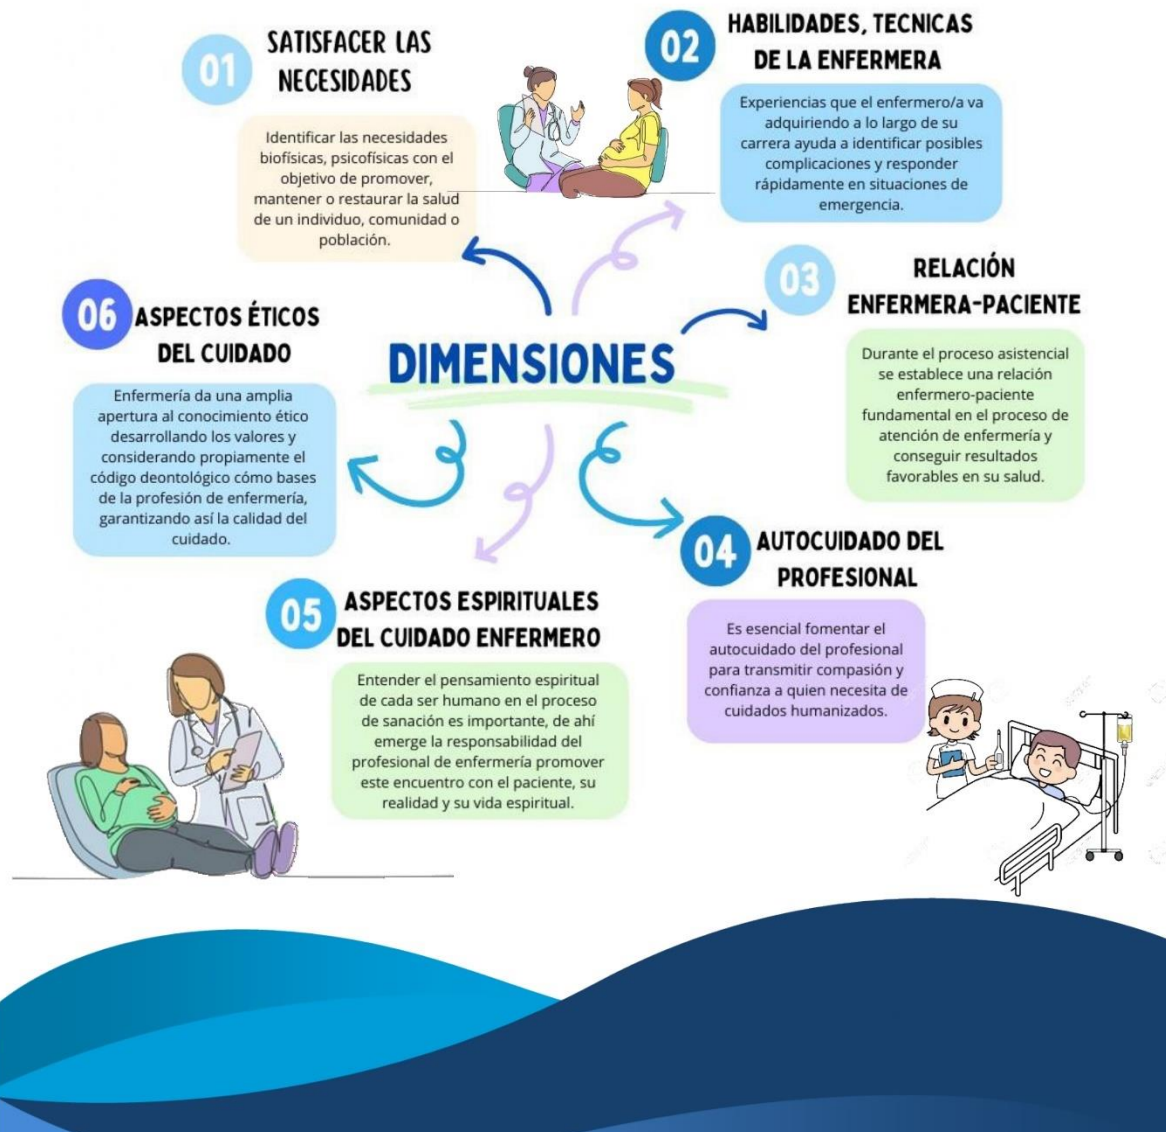 01
SATISFACER LAS
NECESIDADES
Identificar las necesidades
biofísicas, psicofísicas con el
objetivo de promover,
mantener o restaurar la salud
de un individuo, comunidad o
población.
02
HABILIDADES, TECNICAS
DE LA ENFERMERA
Experiencias que el enfermero/a va
adquiriendo a lo largo de su
carrera ayuda a identificar posibles
complicaciones y responder
rápidamente en situaciones de
emergencia.
03
RELACIÓN
ENFERMERA-PACIENTE
Durante el proceso asistencial
se establece una relación
enfermero-paciente
fundamental en el proceso de
atención de enfermería y
conseguir resultados
favorables en su salud.
DIMENSIONES
06
ASPECTOS ÉTICOS
DEL CUIDADO
Enfermería da una amplia
apertura al conocimiento ético
desarrollando los valores y
considerando propiamente el
código deontológico cómo bases
de la profesión de enfermería,
garantizando así la calidad del
cuidado.
04
AUTOCUIDADO DEL
PROFESIONAL
Es esencial fomentar el
autocuidado del profesional
para transmitir compasión y
confianza a quien necesita de
cuidados humanizados.
05
ASPECTOS ESPIRITUALES
DEL CUIDADO ENFERMERO
Entender el pensamiento espiritual
de cada ser humano en el proceso
de sanación es importante, de ahí
emerge la responsabilidad del
profesional de enfermería promover
este encuentro con el paciente, su
realidad y su vida espiritual.